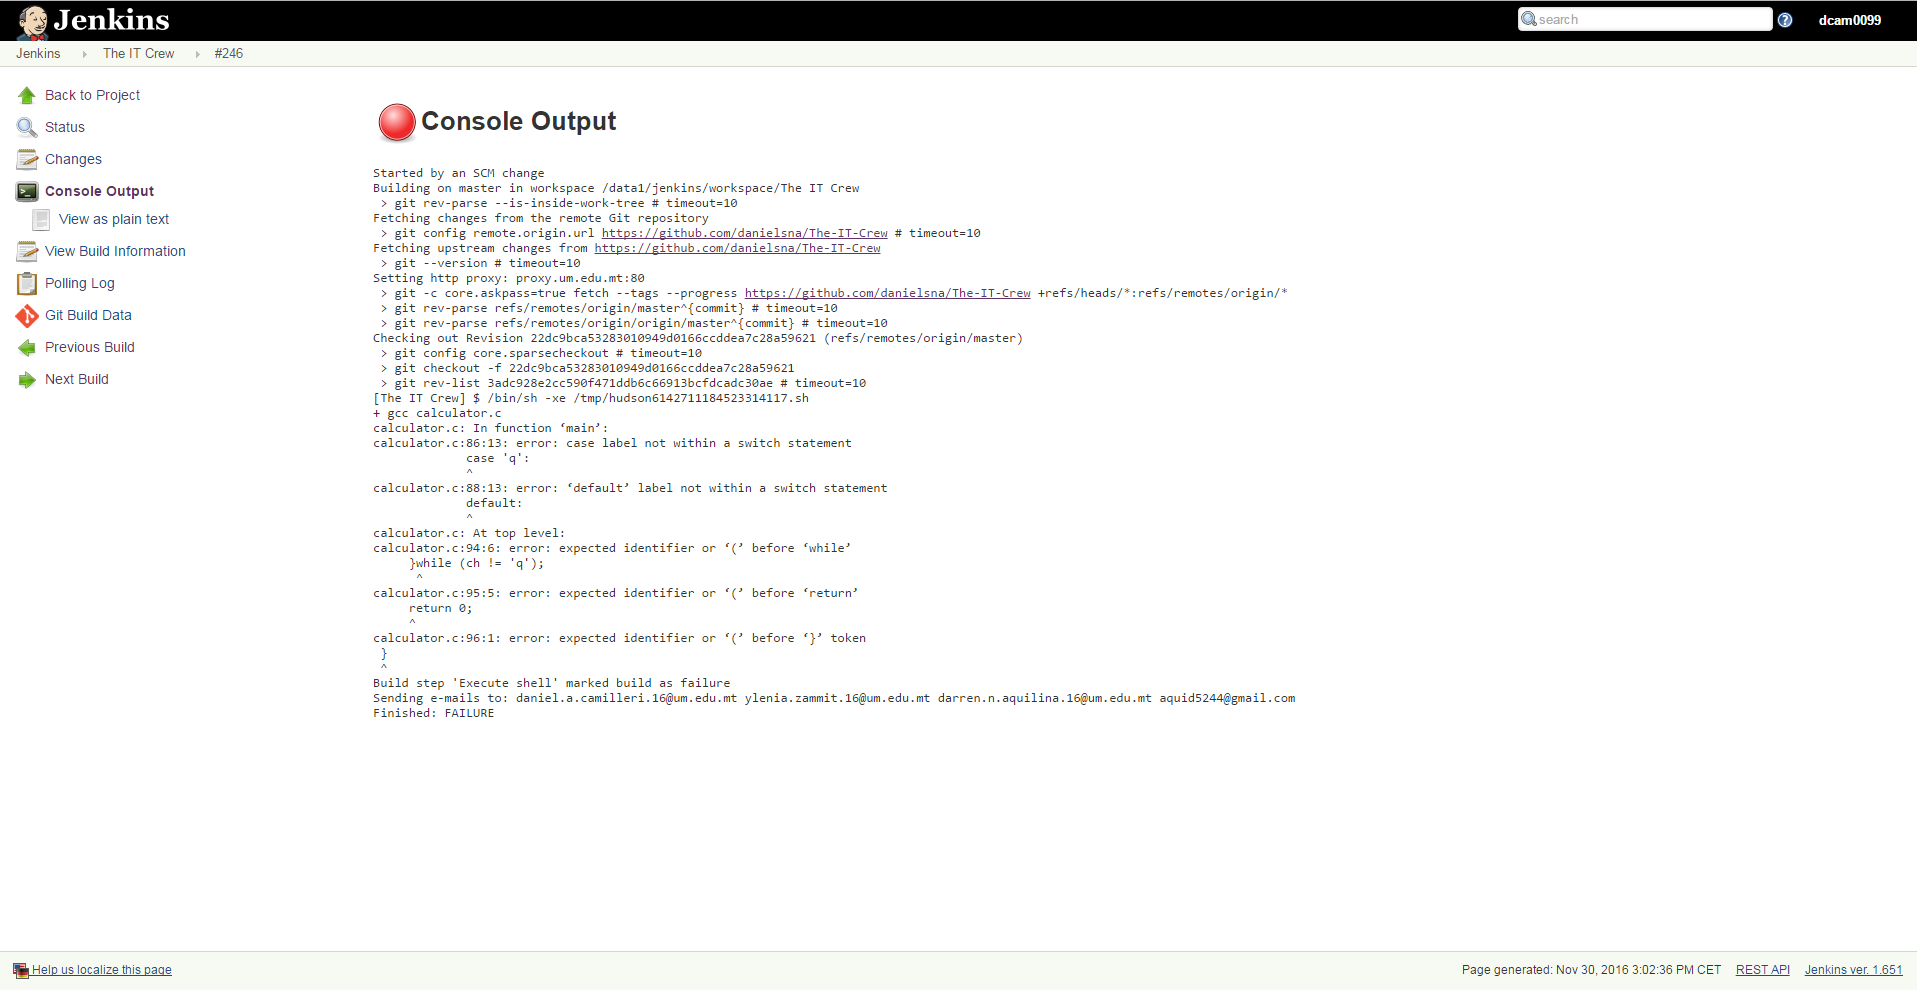 Jenkins
search
dcam0099
Jenkins
The IT Crew
#246
Back to Project
Status
Changes
Console Output
View as plain text
View Build Information
Polling Log
Git Build Data
Previous Build
Next Build
Console Output
Started by an SCM change
Building on master in workspace /data1/jenkins/workspace/The IT Crew
 > git rev-parse --is-inside-work-tree # timeout=10
Fetching changes from the remote Git repository
 > git config remote.origin.url https://github.com/danielsna/The-IT-Crew # timeout=10
Fetching upstream changes from https://github.com/danielsna/The-IT-Crew
 > git --version # timeout=10
Setting http proxy: proxy.um.edu.mt:80
 > git -c core.askpass=true fetch --tags --progress https://github.com/danielsna/The-IT-Crew +refs/heads/*:refs/remotes/origin/*
 > git rev-parse refs/remotes/origin/master^{commit} # timeout=10
 > git rev-parse refs/remotes/origin/origin/master^{commit} # timeout=10
Checking out Revision 22dc9bca53283010949d0166ccddea7c28a59621 (refs/remotes/origin/master)
 > git config core.sparsecheckout # timeout=10
 > git checkout -f 22dc9bca53283010949d0166ccddea7c28a59621
 > git rev-list 3adc928e2cc590f471ddb6c66913bcfdcadc30ae # timeout=10
[The IT Crew] $ /bin/sh -xe /tmp/hudson6142711184523314117.sh
+ gcc calculator.c
calculator.c: In function ‘main’:
calculator.c:86:13: error: case label not within a switch statement
             case 'q':
             ^
calculator.c:88:13: error: ‘default’ label not within a switch statement
             default:
             ^
calculator.c: At top level:
calculator.c:94:6: error: expected identifier or ‘(’ before ‘while’
     }while (ch != 'q');
      ^
calculator.c:95:5: error: expected identifier or ‘(’ before ‘return’
     return 0;
     ^
calculator.c:96:1: error: expected identifier or ‘(’ before ‘}’ token
 }
 ^
Build step 'Execute shell' marked build as failure
Sending e-mails to: daniel.a.camilleri.16@um.edu.mt ylenia.zammit.16@um.edu.mt darren.n.aquilina.16@um.edu.mt aquid5244@gmail.com
Finished: FAILURE
Help us localize this page
Page generated: Nov 30, 2016 3:02:36 PM CET
REST API
Jenkins ver. 1.651